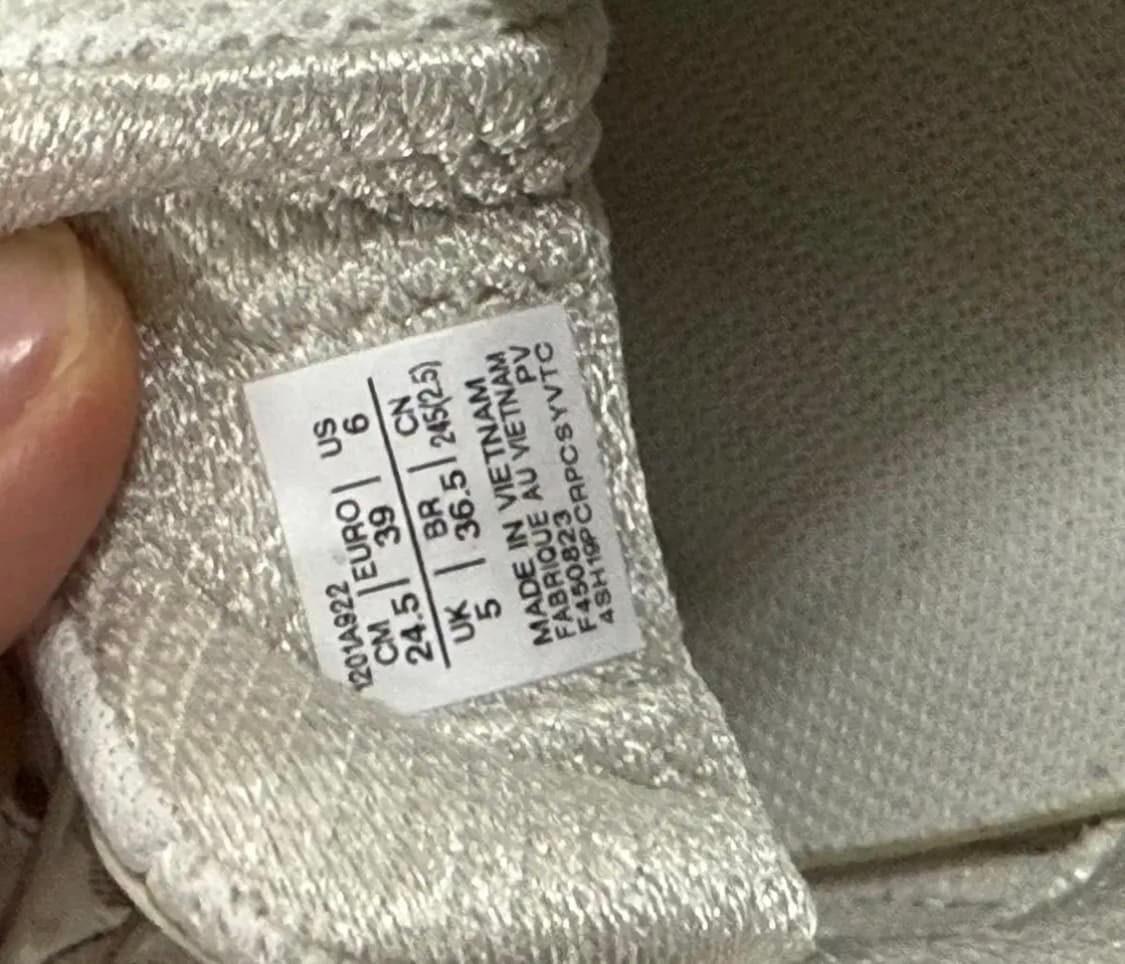 1201A922
CM | EURO | US
24.5 | 39 | 6
UK | BR | CN
5 | 36.5 | 245(2.5)
MADE IN VIETNAM
FABRIQUE AU VIETNAM
F450823 PV
4SH19PCRPCSYVTC